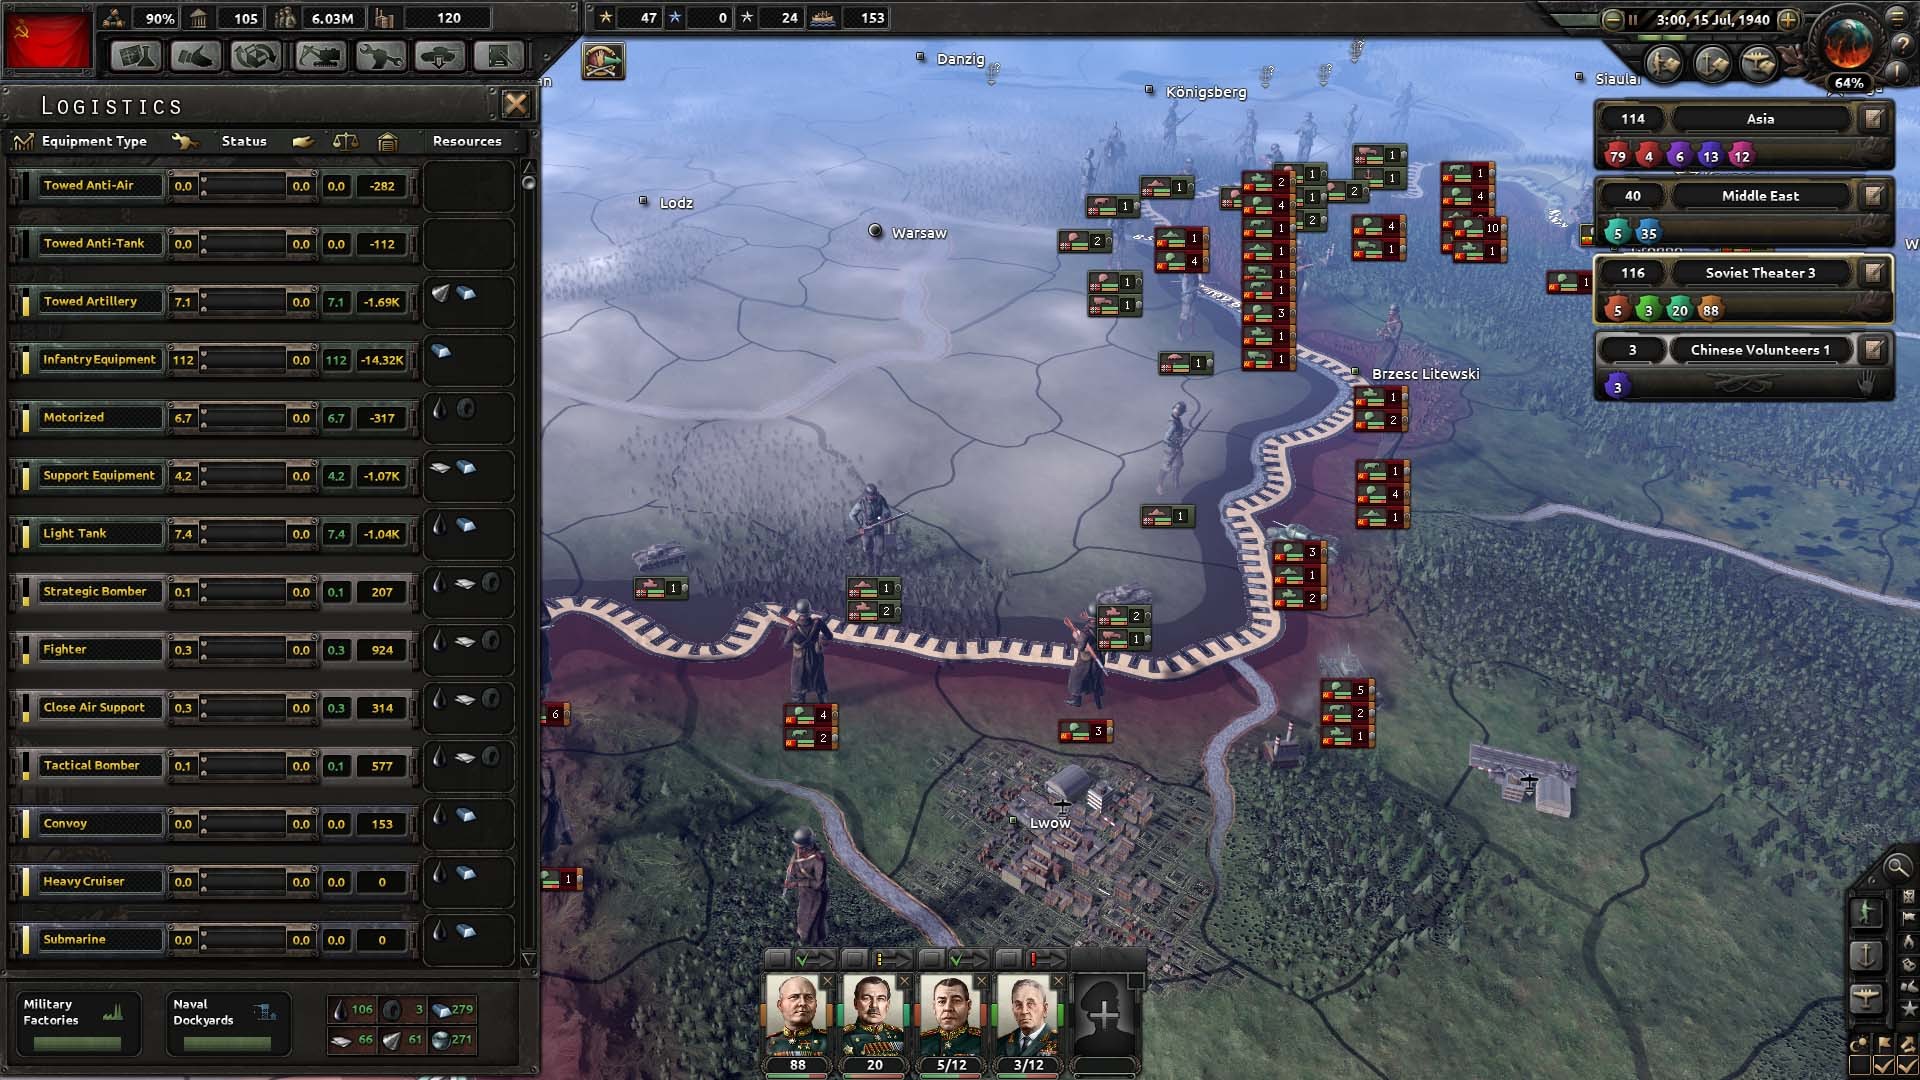 90% 105 6.03M 120 47 0 24 153
3:00, 15 Jul, 1940
64%
Logistics
Equipment Type Status Resources
Towed Anti-Air 0.0 0.0 0.0 -282
Towed Anti-Tank 0.0 0.0 0.0 -112
Towed Artillery 7.1 0.0 7.1 -1.69K
Infantry Equipment 112 0.0 112 -14.32K
Motorized 6.7 0.0 6.7 -317
Support Equipment 4.2 0.0 4.2 -1.07K
Light Tank 7.4 0.0 7.4 -1.04K
Strategic Bomber 0.1 0.0 0.1 207
Fighter 0.3 0.0 0.3 924
Close Air Support 0.3 0.0 0.3 314
Tactical Bomber 0.1 0.0 0.1 577
Convoy 0.0 0.0 0.0 153
Heavy Cruiser 0.0 0.0 0.0 0
Submarine 0.0 0.0 0.0 0
Military
Factories
Naval
Dockyards
106 3 279
66 61 271
Danzig
Königsberg
Siauliai
Lodz
Warsaw
Brzesc Litewski
Lwow
114 Asia
79 4 6 13 12
40 Middle East
5 35
116 Soviet Theater 3
5 3 20 88
3 Chinese Volunteers 1
3
88 20 5/12 3/12